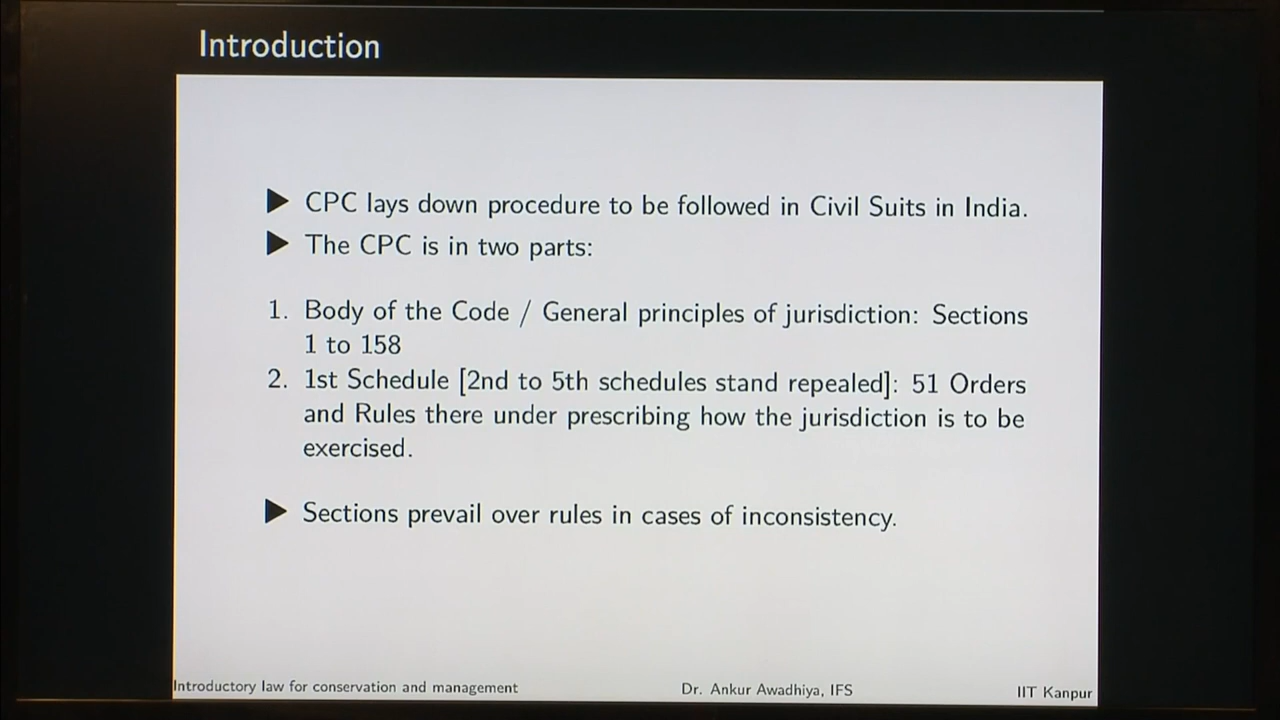 Introduction
▶ CPC lays down procedure to be followed in Civil Suits in India.
▶ The CPC is in two parts:
1. Body of the Code / General principles of jurisdiction: Sections
1 to 158
2. 1st Schedule [2nd to 5th schedules stand repealed]: 51 Orders
and Rules there under prescribing how the jurisdiction is to be
exercised.
▶ Sections prevail over rules in cases of inconsistency.
Introductory law for conservation and management Dr. Ankur Awadhiya, IFS IIT Kanpur